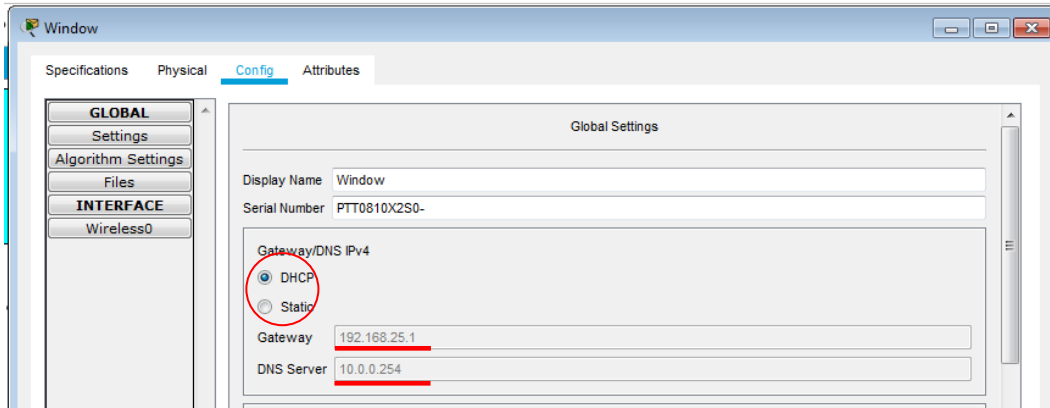 Window
Specifications Physical Config Attributes
GLOBAL
Settings
Algorithm Settings
Files
INTERFACE
Wireless0
Global Settings
Display Name Window
Serial Number PTT0810X2S0-
Gateway/DNS IPv4
DHCP
Static
Gateway 192.168.25.1
DNS Server 10.0.0.254